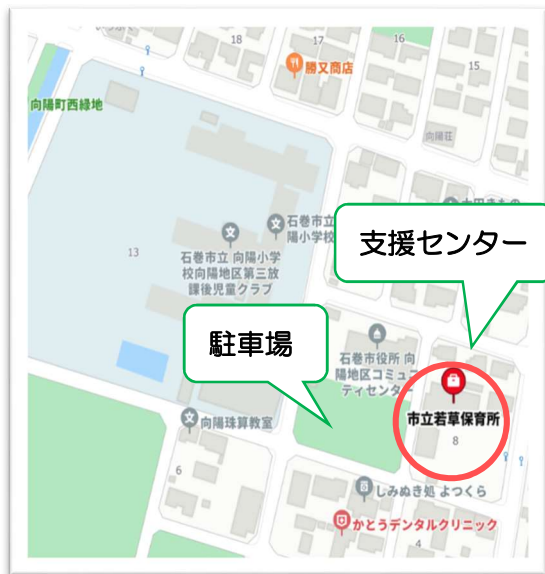 18
17
16
勝又商店
15
向陽町西緑地
向陽荘
石巻市立
陽小学校
支援センター
13
石巻市立 向陽小学
校向陽地区第三放
課後児童クラブ
駐車場
石巻市役所 向
陽地区コミュニ
ティセンター
市立若草保育所
8
向陽珠算教室
6
しみぬき処 よつくら
かとうデンタルクリニック
4